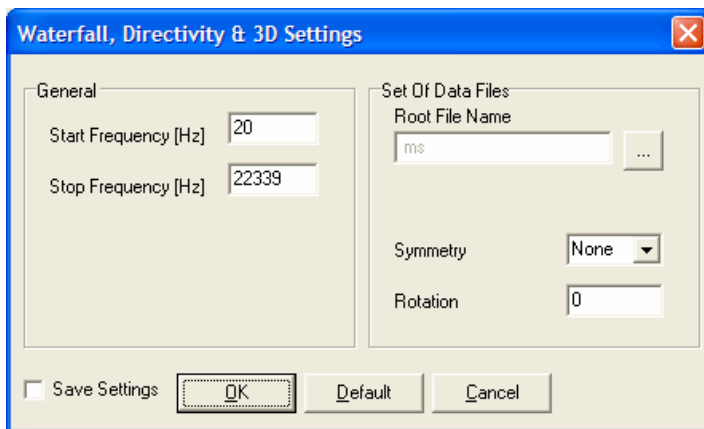 Waterfall, Directivity & 3D Settings
General
Start Frequency [Hz] 20
Stop Frequency [Hz] 22339
Set Of Data Files
Root File Name
ms ...
Symmetry None
Rotation 0
Save Settings OK Default Cancel